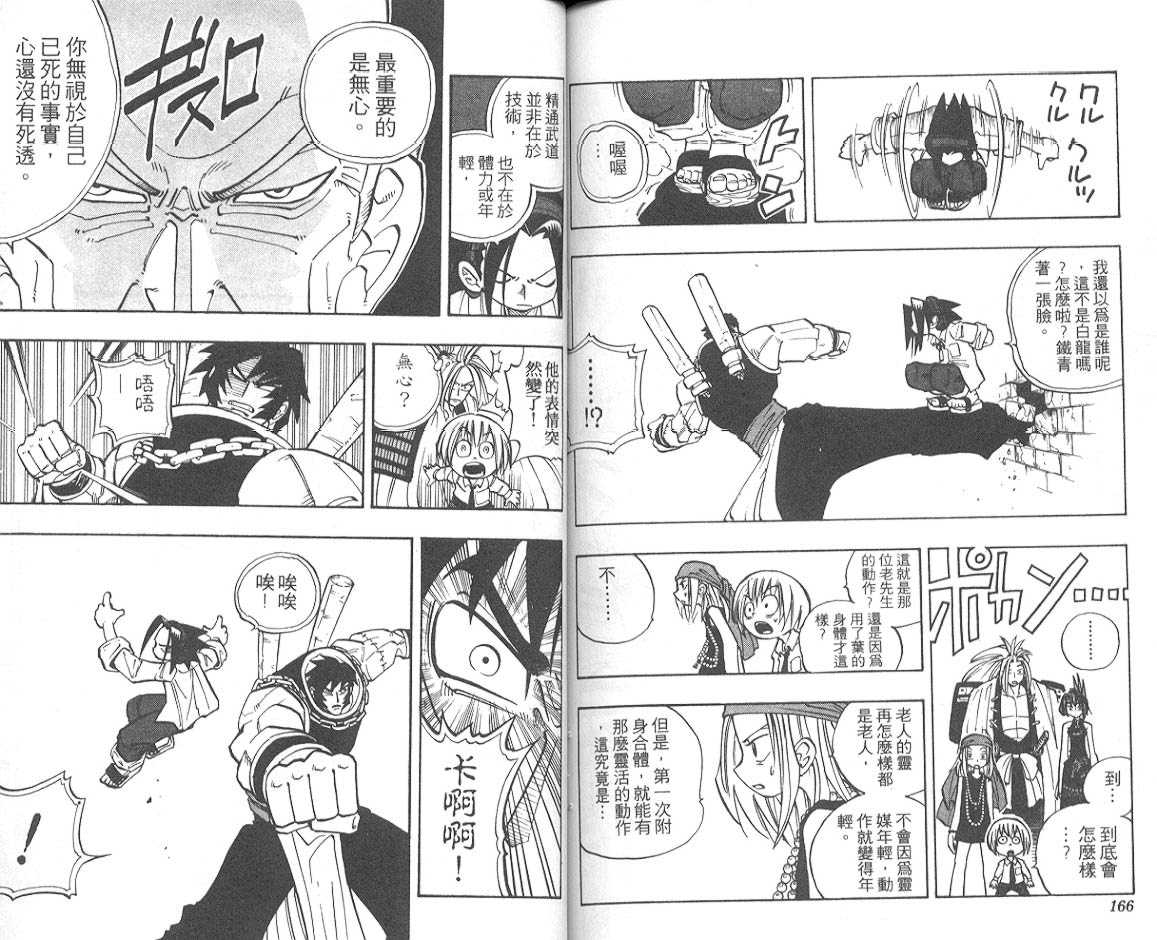 クル
クル
クルッ
トン
喔喔
…
我還以為是誰呢
，這不是白龍嗎
？怎麼啦？鐵青
著一張臉。
……
!?
ポカン……
………
到…
到底會
怎麼樣
…？
這就是那
位老先生
的動作？
還是因為
用了葉的
身體才這
樣？
不……
老人的靈
再怎麼樣都
是老人，
不會因為靈
媒年輕，動
作就變得年
輕。
但是，第一次附
身合體，就能有
那麼靈活的動作
，這究竟是…
166
精通武道
並非在於
技術，
也不在於
體力或年
輕，
最重要的
是無心。
你無視於自己
已死的事實，
心還沒有死透。
ギョロ
他的表情突
然變了！
無心？
唔唔
—
卡啊啊！
唉唉
唉！
！